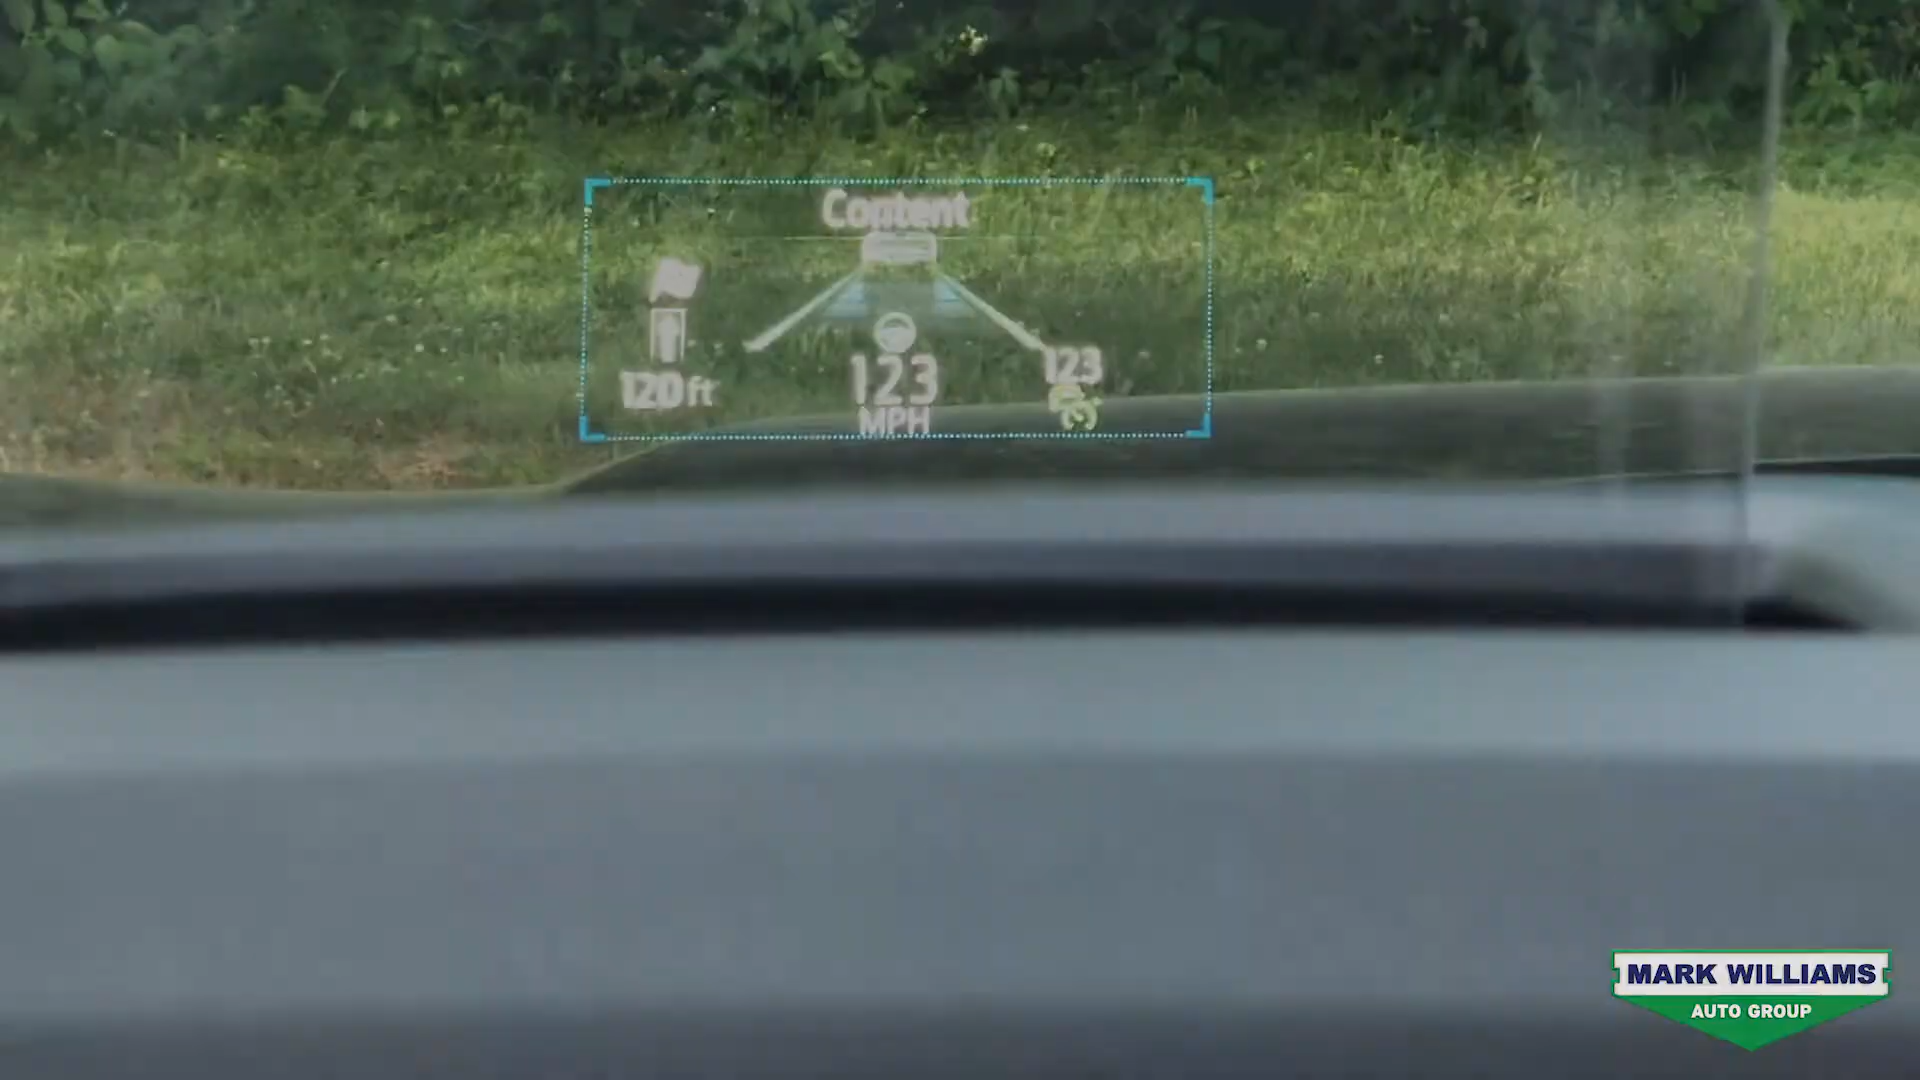 Content
120 ft
123
MPH
123
MARK WILLIAMS
AUTO GROUP